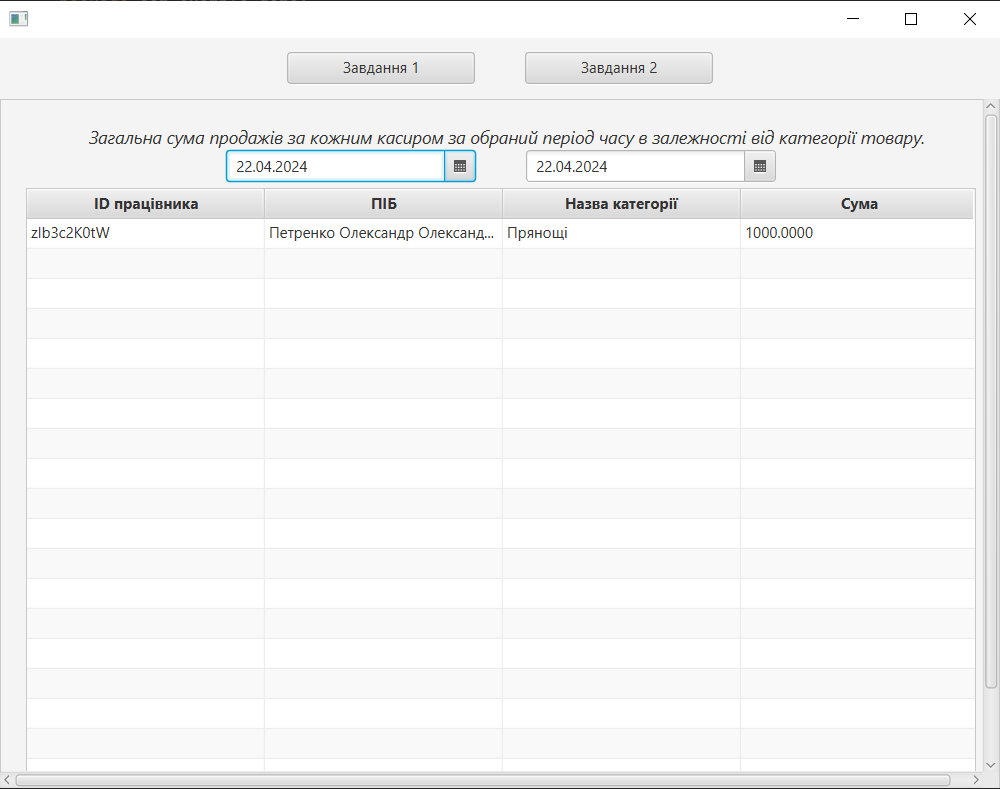 Завдання 1 Завдання 2
Загальна сума продажів за кожним касиром за обраний період часу в залежності від категорії товару.
22.04.2024 22.04.2024
ID працівника ПІБ Назва категорії Сума
zIb3c2K0tW Петренко Олександр Олександ... Прянощі 1000.0000